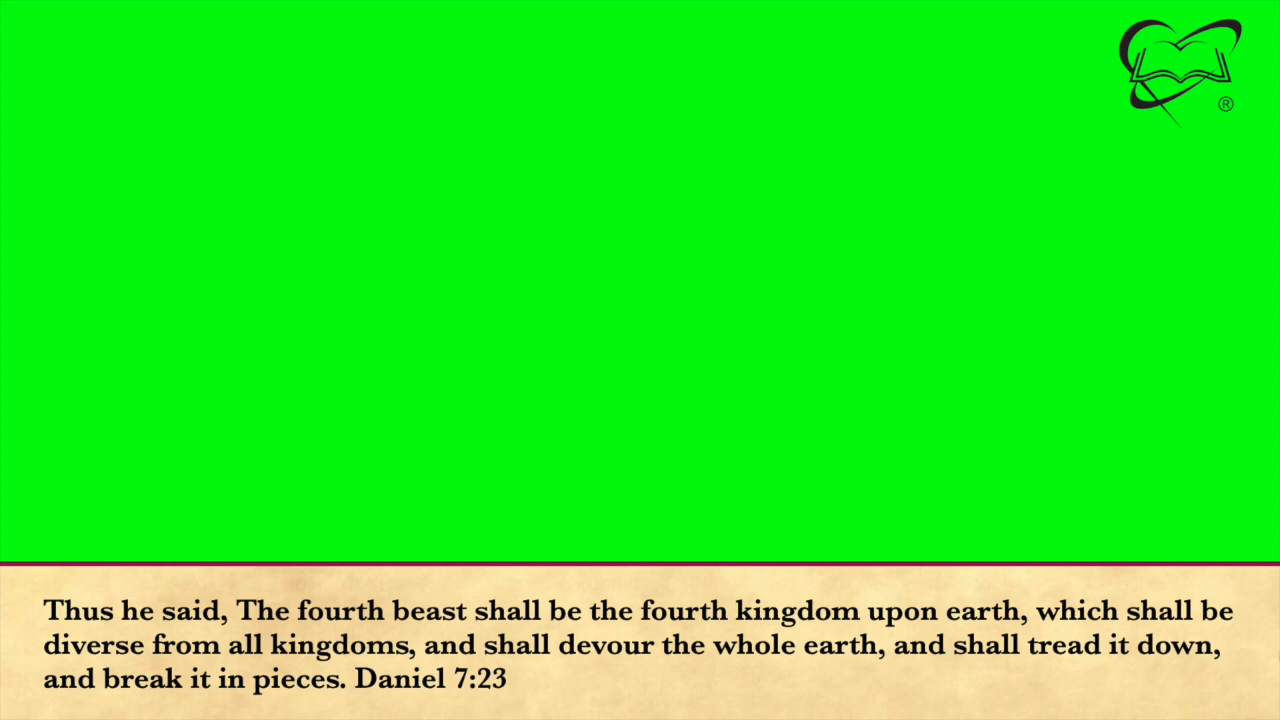 ®
Thus he said, The fourth beast shall be the fourth kingdom upon earth, which shall be
diverse from all kingdoms, and shall devour the whole earth, and shall tread it down,
and break it in pieces. Daniel 7:23